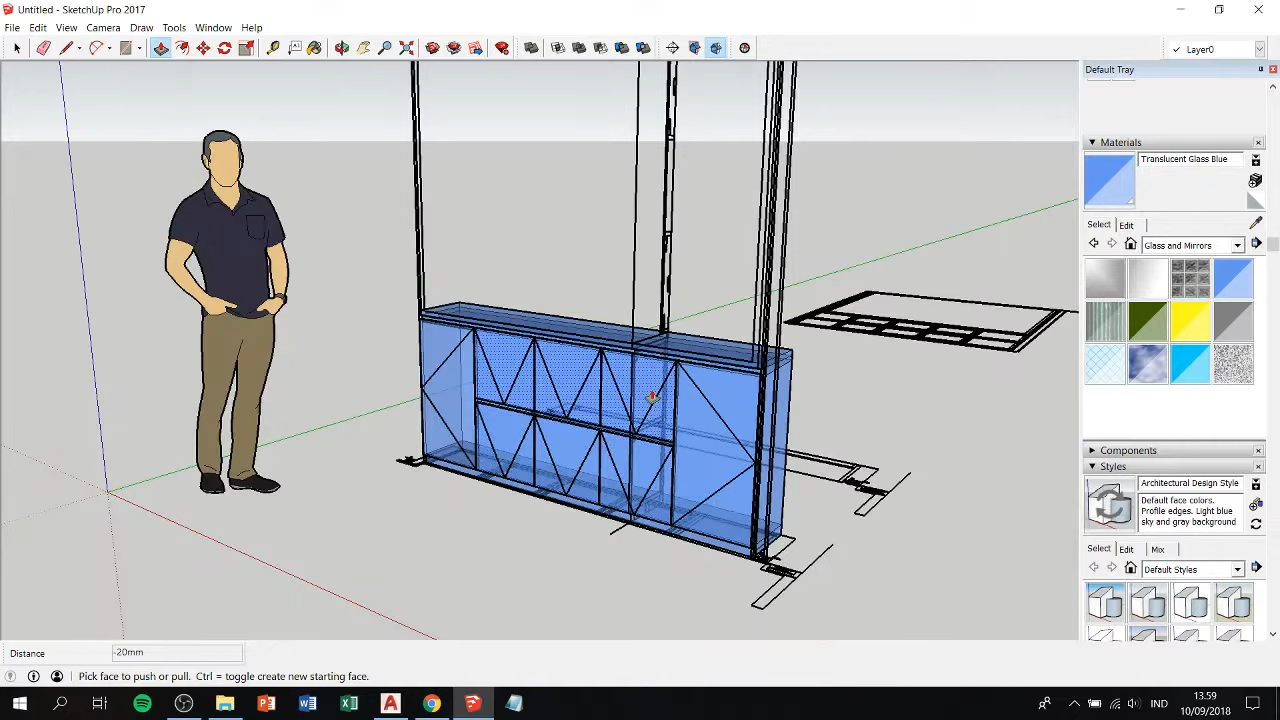 Untitled - SketchUp Pro 2017
File Edit View Camera Draw Tools Window Help
Layer0
Default Tray
Materials
Translucent Glass Blue
Select Edit
Glass and Mirrors
Components
Styles
Architectural Design Style
Default face colors.
Profile edges. Light blue
sky and gray background
Select Edit Mix
Default Styles
Distance -20mm
Pick face to push or pull. Ctrl = toggle create new starting face.
IND
13.59
10/09/2018